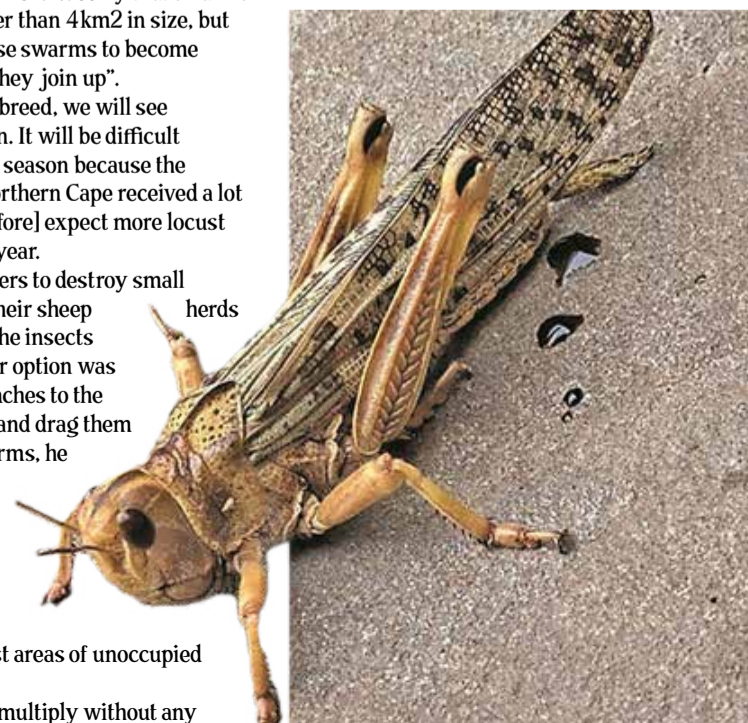 er than 4km2 in size, but
se swarms to become
hey join up”.
breed, we will see
n. It will be difficult
season because the
orthern Cape received a lot
fore] expect more locust
year.
ers to destroy small
heir sheep herds
he insects
r option was
nches to the
and drag them
rms, he
st areas of unoccupied
multiply without any